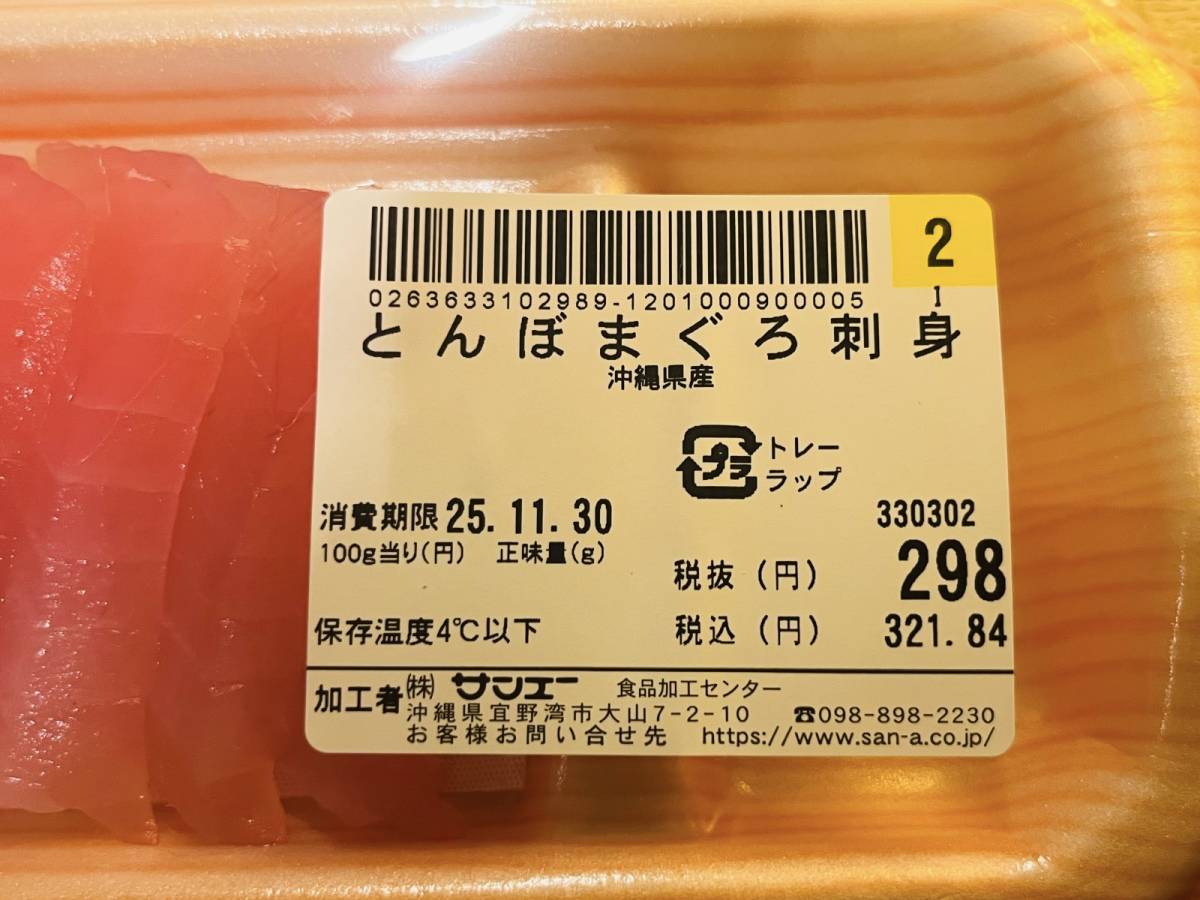 2
0263633102989-1201000900005
1
とんぼまぐろ刺身
沖縄県産
プラ
トレー
ラップ
消費期限 25.11.30
330302
100g当り(円) 正味量(g)
税抜 (円) 298
保存温度4℃以下
税込 (円) 321.84
加工者 ㈱ サンエー 食品加工センター
沖縄県宜野湾市大山7-2-10 ☎098-898-2230
お客様お問い合せ先 https://www.san-a.co.jp/